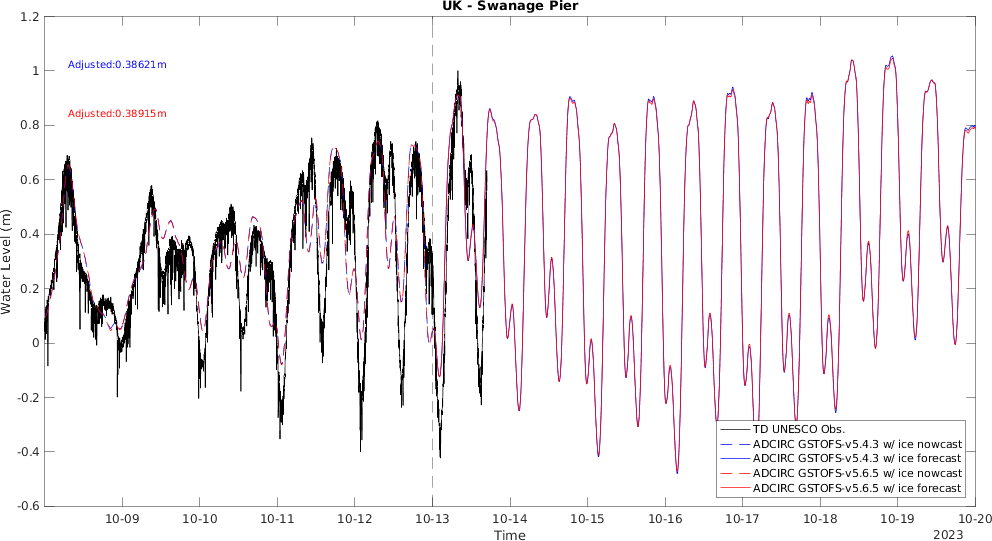 UK - Swanage Pier
1.2
1
0.8
0.6
0.4
0.2
0
-0.2
-0.4
-0.6
Water Level (m)
Adjusted:0.38621m
Adjusted:0.38915m
TD UNESCO Obs.
ADCIRC GSTOFS-v5.4.3 w/ ice nowcast
ADCIRC GSTOFS-v5.4.3 w/ ice forecast
ADCIRC GSTOFS-v5.6.5 w/ ice nowcast
ADCIRC GSTOFS-v5.6.5 w/ ice forecast
10-09 10-10 10-11 10-12 10-13 10-14 10-15 10-16 10-17 10-18 10-19 10-20
Time
2023